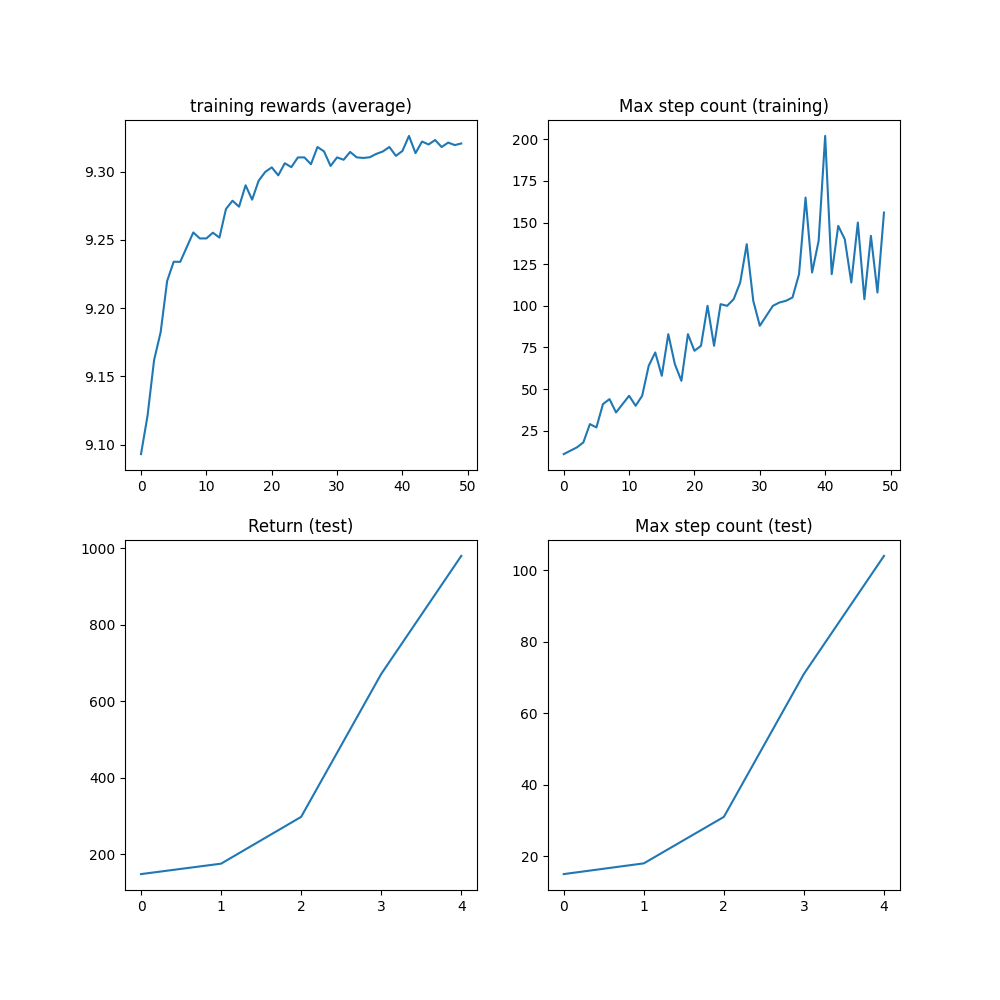 training rewards (average)
9.30
9.25
9.20
9.15
9.10
0 10 20 30 40 50
Max step count (training)
200
175
150
125
100
75
50
25
0 10 20 30 40 50
Return (test)
1000
800
600
400
200
0 1 2 3 4
Max step count (test)
100
80
60
40
20
0 1 2 3 4